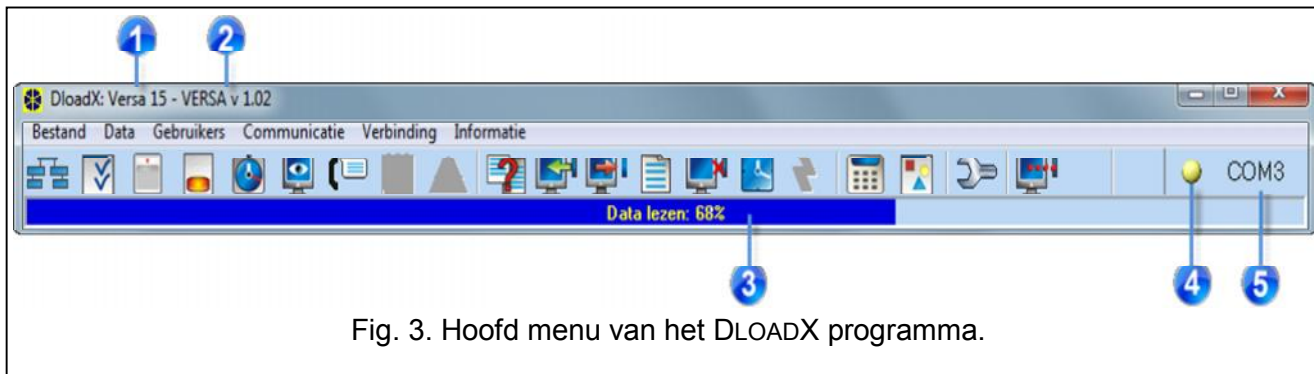 1 2
DloadX: Versa 15 - VERSA v 1.02
Bestand Data Gebruikers Communicatie Verbinding Informatie
COM3
Data lezen: 68%
3 4 5
Fig. 3. Hoofd menu van het DLOADX programma.